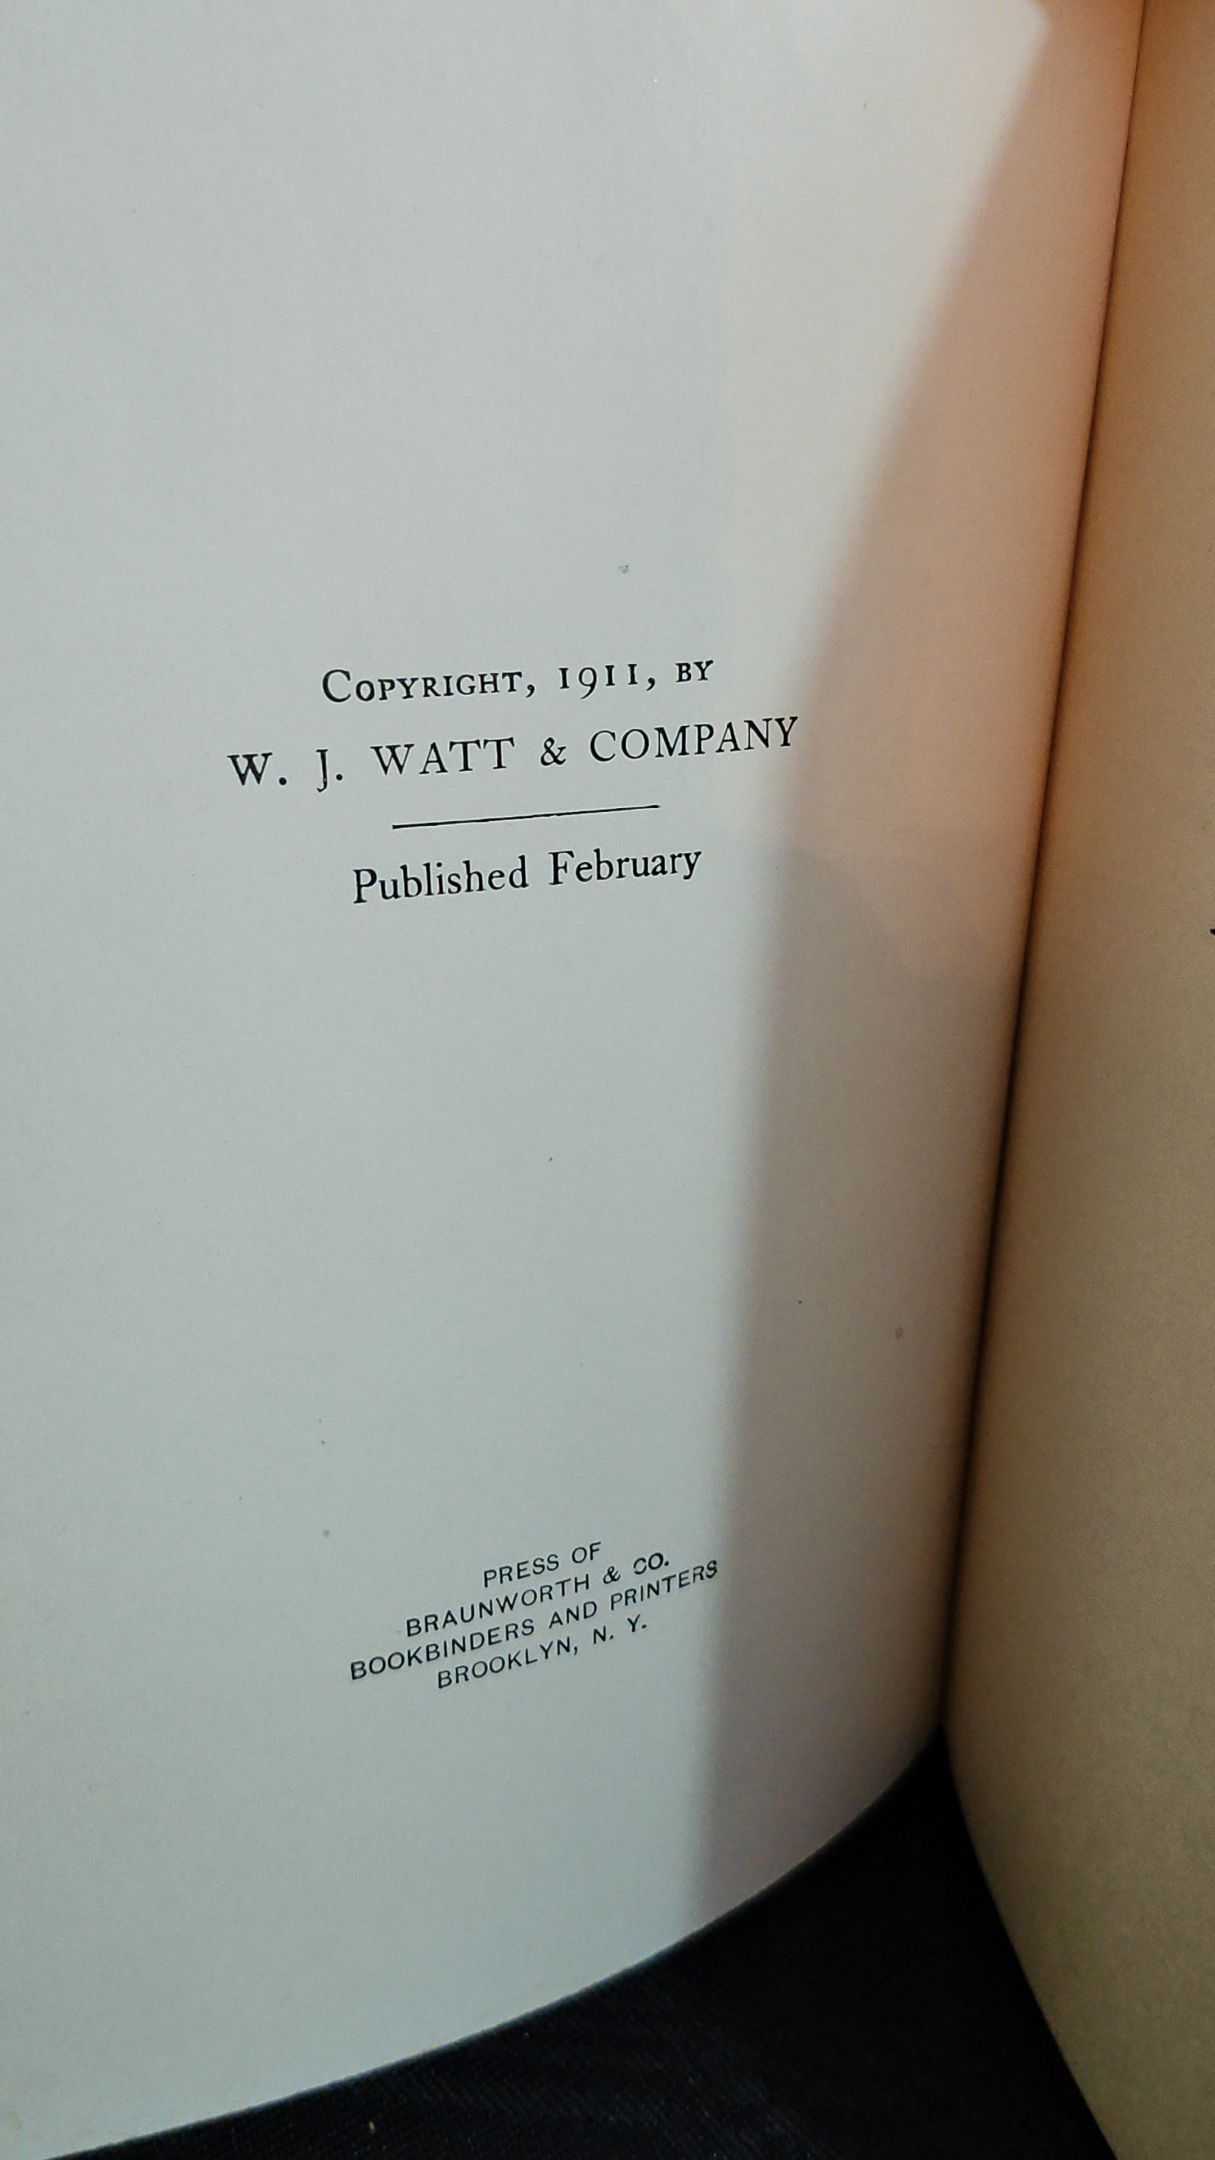 COPYRIGHT, 1911, BY
W. J. WATT & COMPANY
Published February
PRESS OF
BRAUNWORTH & CO.
BOOKBINDERS AND PRINTERS
BROOKLYN, N. Y.